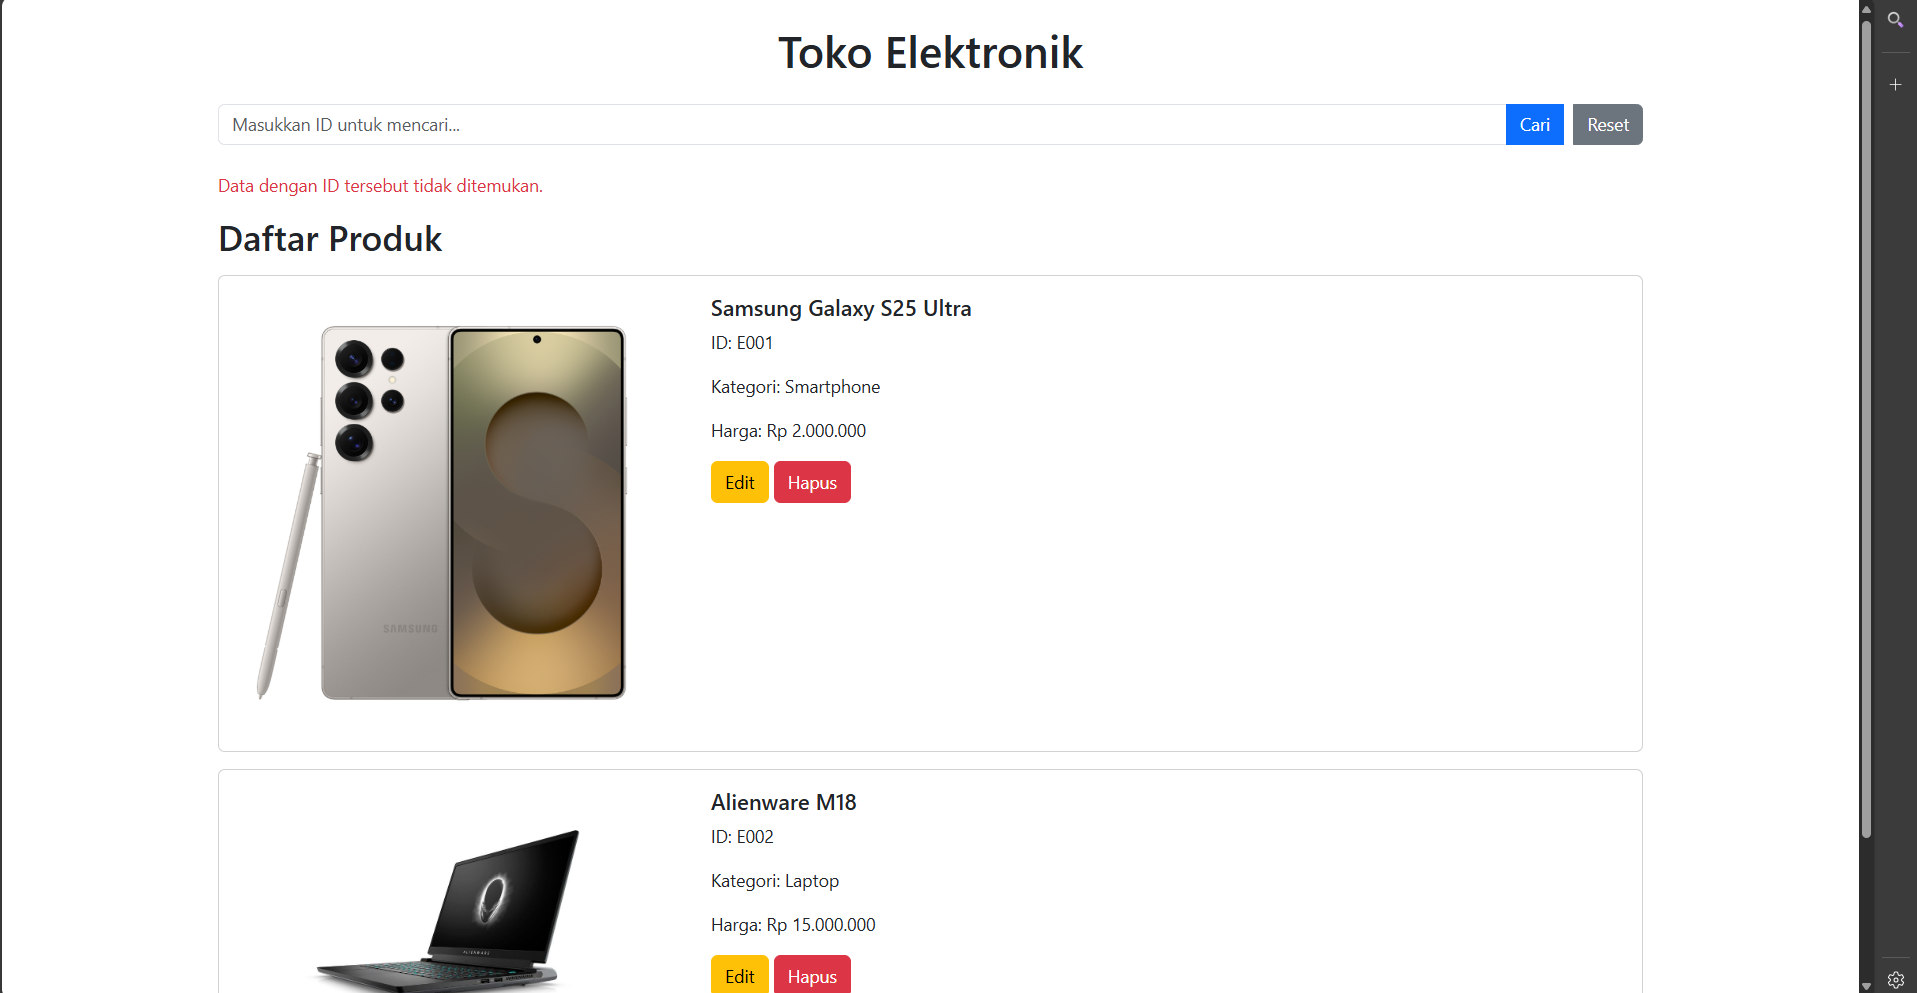 Toko Elektronik
Masukkan ID untuk mencari...
Cari
Reset
Data dengan ID tersebut tidak ditemukan.
Daftar Produk
Samsung Galaxy S25 Ultra
ID: E001
Kategori: Smartphone
Harga: Rp 2.000.000
Edit
Hapus
SAMSUNG
Alienware M18
ID: E002
Kategori: Laptop
Harga: Rp 15.000.000
ALIENWARE
Edit
Hapus